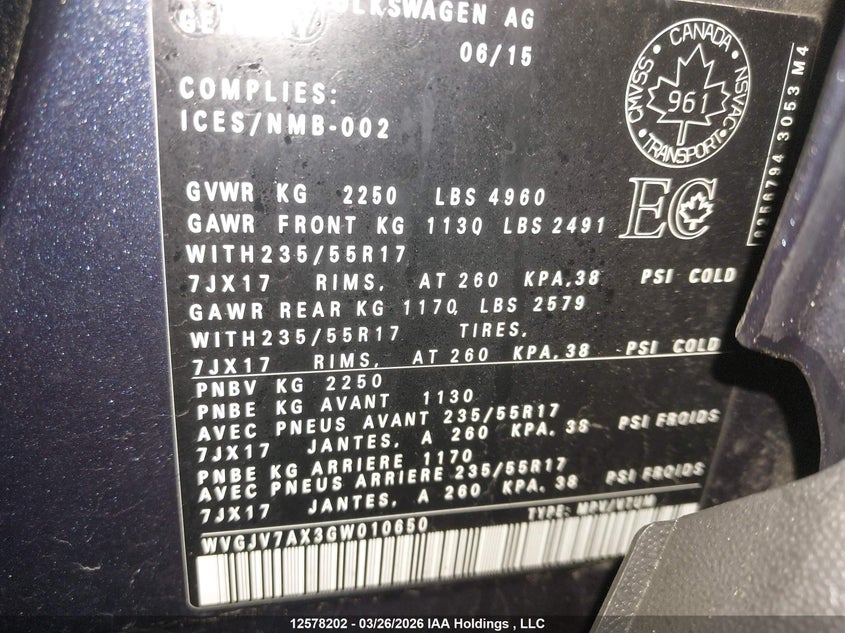 OLKSWAGEN AG
06/15
COMPLIES:
ICES/NMB-002
CMVSS CANADA NSVAC
961
TRANSPORT
3053 M4
EC
GVWR KG 2250 LBS 4960
GAWR FRONT KG 1130 LBS 2491
WITH235/55R17
7JX17 RIMS, AT 260 KPA,38 PSI COLD
GAWR REAR KG 1170, LBS 2579
WITH235/55R17 TIRES,
7JX17 RIMS, AT 260 KPA,38 PSI COLD
PNBV KG 2250
PNBE KG AVANT 1130
AVEC PNEUS AVANT 235/55R17
7JX17 JANTES, A 260 KPA, 38 PSI FROIDS
PNBE KG ARRIERE 1170
AVEC PNEUS ARRIERE 235/55R17
7JX17 JANTES, A 260 KPA, 38 PSI FROIDS
WVGJV7AX3GW010650 TYPE: MPV/VTUM
12578202 - 03/26/2026 IAA Holdings , LLC